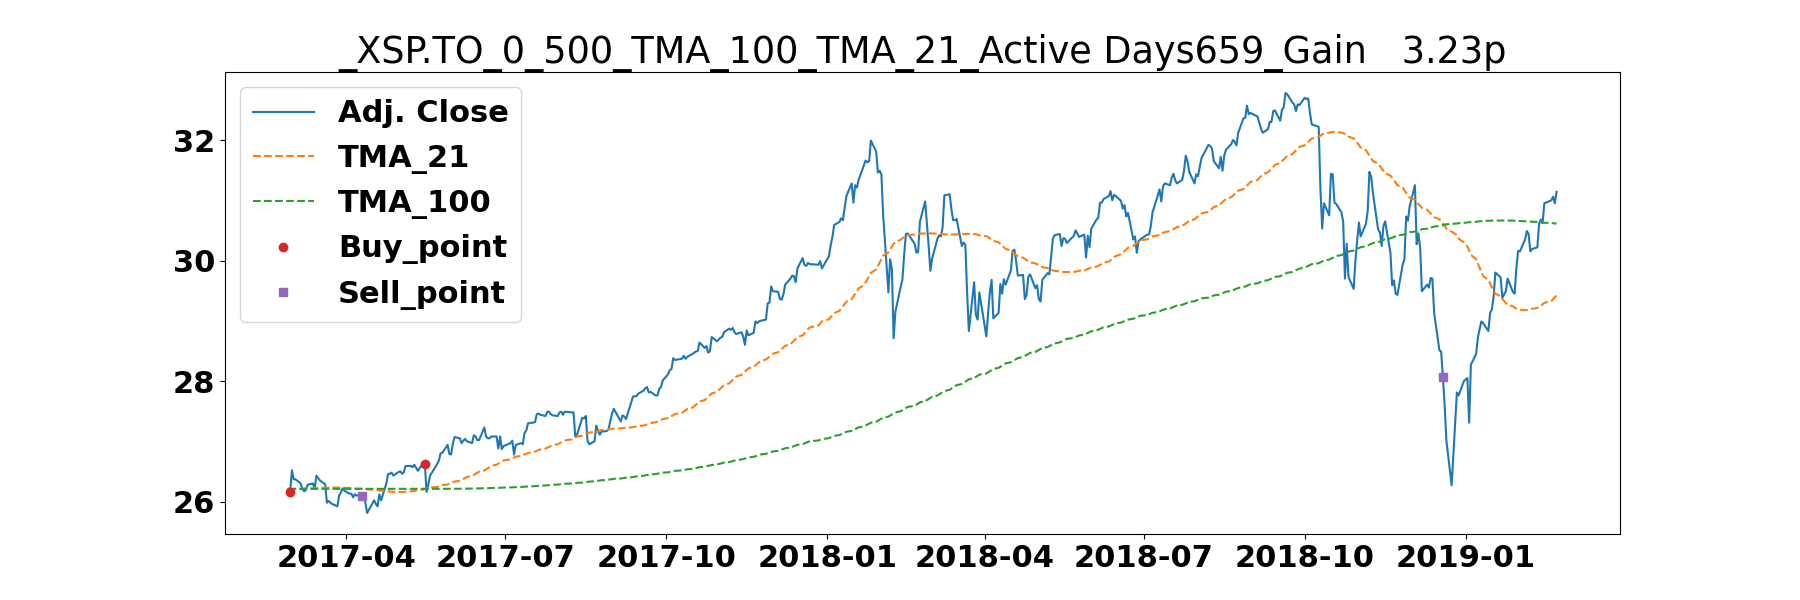 _XSP.TO_0_500_TMA_100_TMA_21_Active Days659_Gain   3.23p
Adj. Close
TMA_21
TMA_100
Buy_point
Sell_point
32
30
28
26
2017-04 2017-07 2017-10 2018-01 2018-04 2018-07 2018-10 2019-01